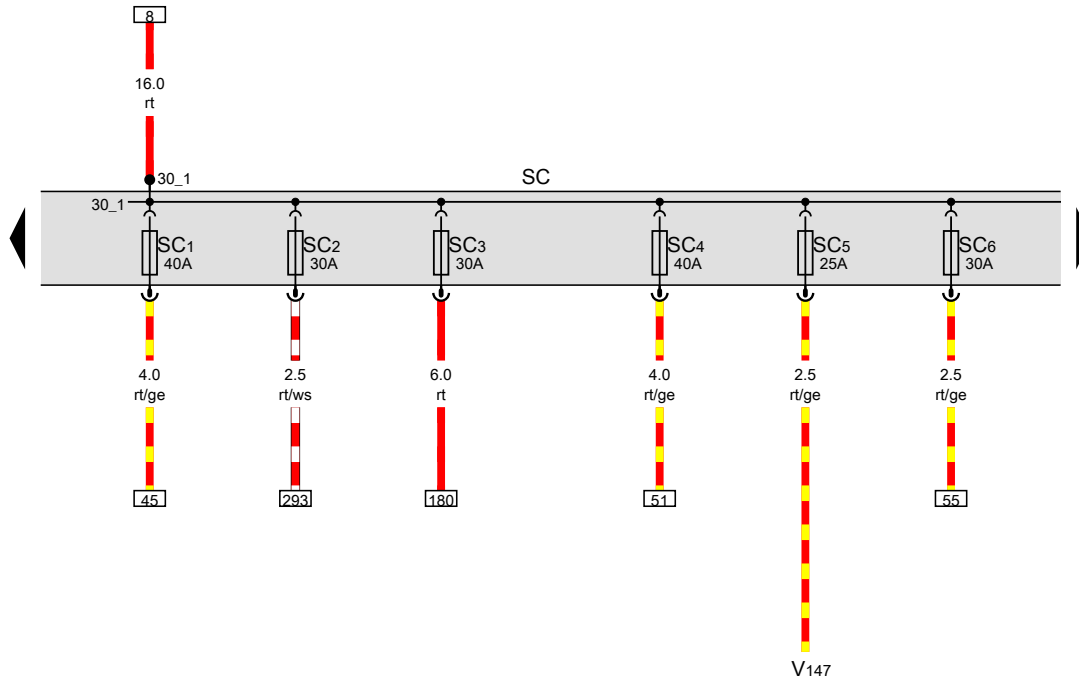 8
16.0
rt
30_1
SC
30_1
SC1
40A
SC2
30A
SC3
30A
SC4
40A
SC5
25A
SC6
30A
4.0
rt/ge
2.5
rt/ws
6.0
rt
4.0
rt/ge
2.5
rt/ge
2.5
rt/ge
45
293
180
51
55
V147